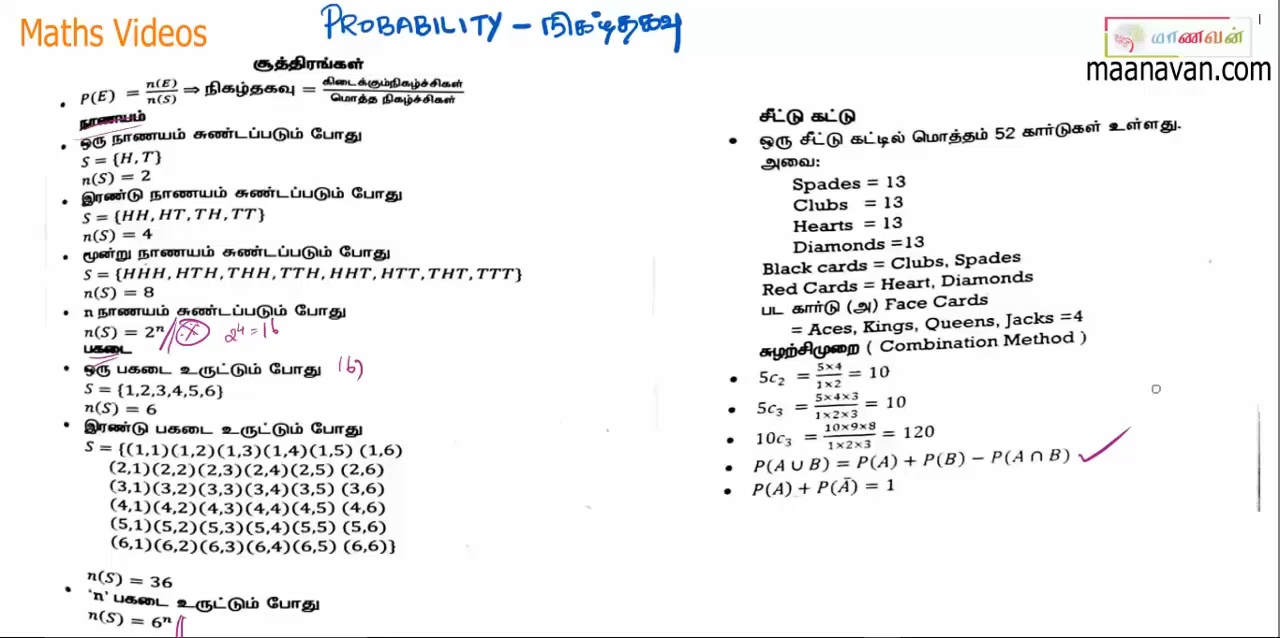 Maths Videos
PROBABILITY – நிகழ்தகவு
மாணவன்
maanavan.com
சூத்திரங்கள்
• P(E) = n(E)/n(S) ⇒ நிகழ்தகவு = கிடைக்கும்நிகழ்ச்சிகள்/மொத்த நிகழ்ச்சிகள்
நாணயம்
• ஒரு நாணயம் சுண்டப்படும் போது
S = {H, T}
n(S) = 2
• இரண்டு நாணயம் சுண்டப்படும் போது
S = {HH, HT, TH, TT}
n(S) = 4
• மூன்று நாணயம் சுண்டப்படும் போது
S = {HHH, HTH, THH, TTH, HHT, HTT, THT, TTT}
n(S) = 8
• n நாணயம் சுண்டப்படும் போது
n(S) = 2ⁿ 2⁴ = 16
பகடை
• ஒரு பகடை உருட்டும் போது (6)
S = {1,2,3,4,5,6}
n(S) = 6
• இரண்டு பகடை உருட்டும் போது
S = {(1,1)(1,2)(1,3)(1,4)(1,5) (1,6)
(2,1)(2,2)(2,3)(2,4)(2,5) (2,6)
(3,1)(3,2)(3,3)(3,4)(3,5) (3,6)
(4,1)(4,2)(4,3)(4,4)(4,5) (4,6)
(5,1)(5,2)(5,3)(5,4)(5,5) (5,6)
(6,1)(6,2)(6,3)(6,4)(6,5) (6,6)}
n(S) = 36
• 'n' பகடை உருட்டும் போது
n(S) = 6ⁿ
சீட்டு கட்டு
• ஒரு சீட்டு கட்டில் மொத்தம் 52 கார்டுகள் உள்ளது.
அவை:
Spades = 13
Clubs = 13
Hearts = 13
Diamonds =13
Black cards = Clubs, Spades
Red Cards = Heart, Diamonds
பட கார்டு (அ) Face Cards
= Aces, Kings, Queens, Jacks =4
சுழற்சிமுறை ( Combination Method )
• 5c₂ = 5×4/1×2 = 10
• 5c₃ = 5×4×3/1×2×3 = 10
• 10c₃ = 10×9×8/1×2×3 = 120
• P(A ∪ B) = P(A) + P(B) − P(A ∩ B)
• P(A) + P(Ā) = 1